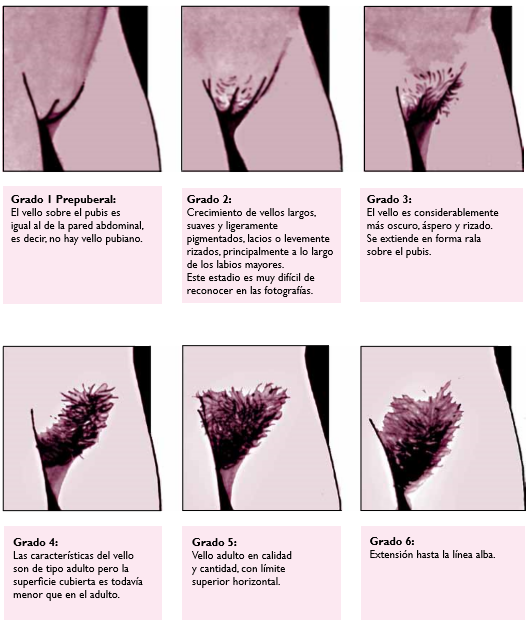 Grado 1 Prepuberal:
El vello sobre el pubis es
igual al de la pared abdominal,
es decir, no hay vello pubiano.
Grado 2:
Crecimiento de vellos largos,
suaves y ligeramente
pigmentados, lacios o levemente
rizados, principalmente a lo largo
de los labios mayores.
Este estadio es muy difícil de
reconocer en las fotografías.
Grado 3:
El vello es considerablemente
más oscuro, áspero y rizado.
Se extiende en forma rala
sobre el pubis.
Grado 4:
Las características del vello
son de tipo adulto pero la
superficie cubierta es todavía
menor que en el adulto.
Grado 5:
Vello adulto en calidad
y cantidad, con límite
superior horizontal.
Grado 6:
Extensión hasta la línea alba.